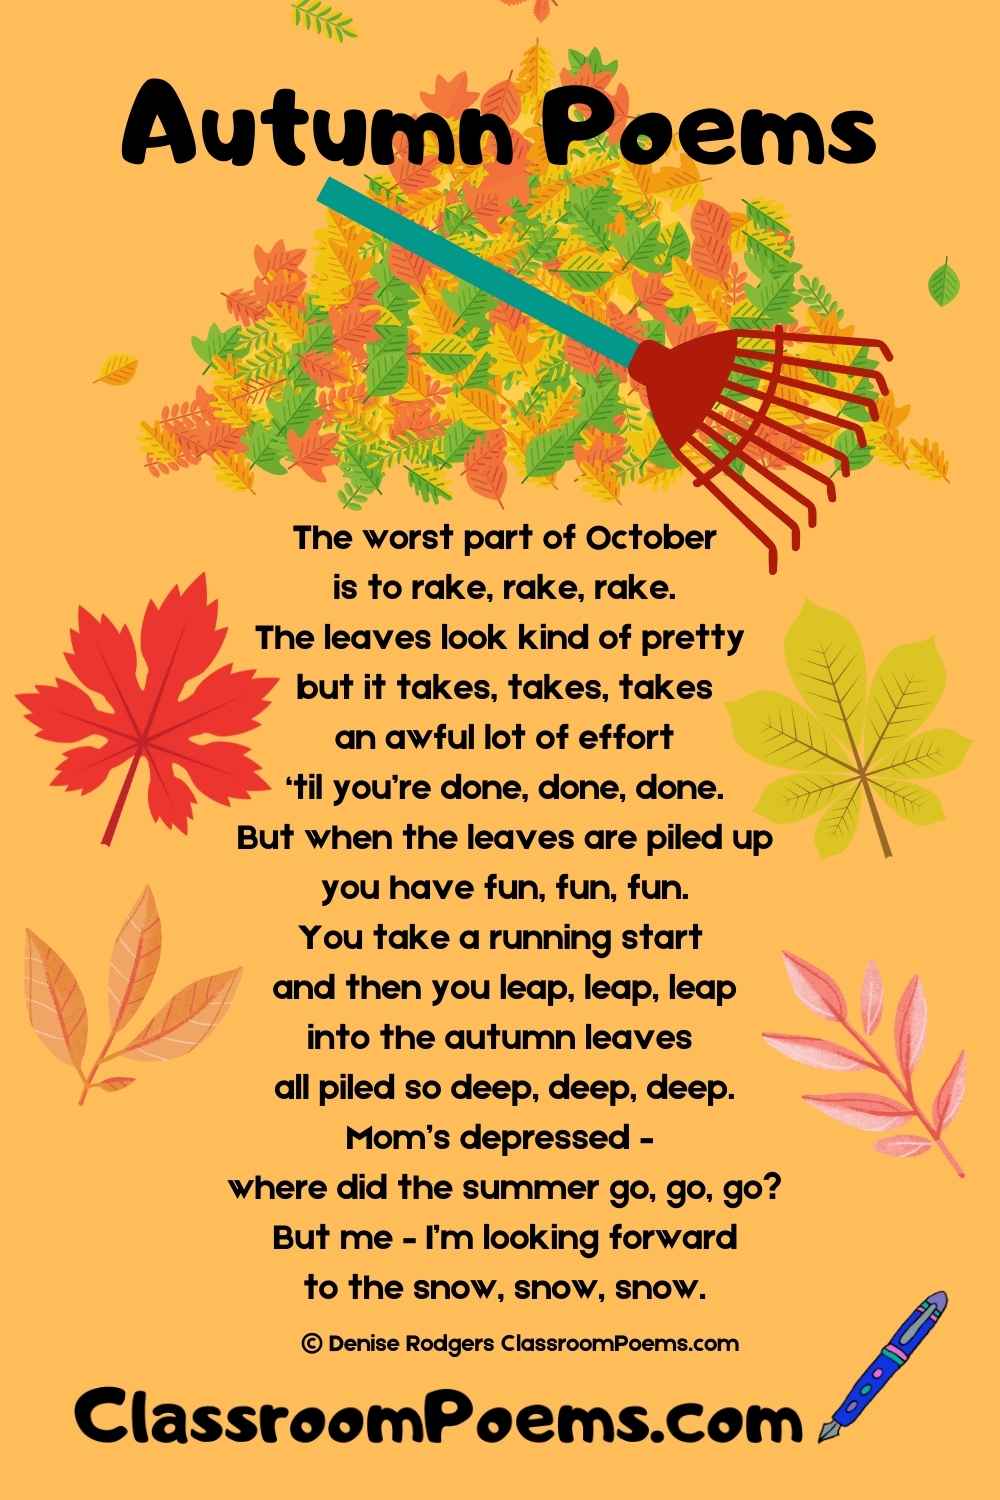 Autumn Poems
The worst part of October
is to rake, rake, rake.
The leaves look kind of pretty
but it takes, takes, takes
an awful lot of effort
‘til you’re done, done, done.
But when the leaves are piled up
you have fun, fun, fun.
You take a running start
and then you leap, leap, leap
into the autumn leaves
all piled so deep, deep, deep.
Mom’s depressed -
where did the summer go, go, go?
But me - I’m looking forward
to the snow, snow, snow.
© Denise Rodgers ClassroomPoems.com
ClassroomPoems.com